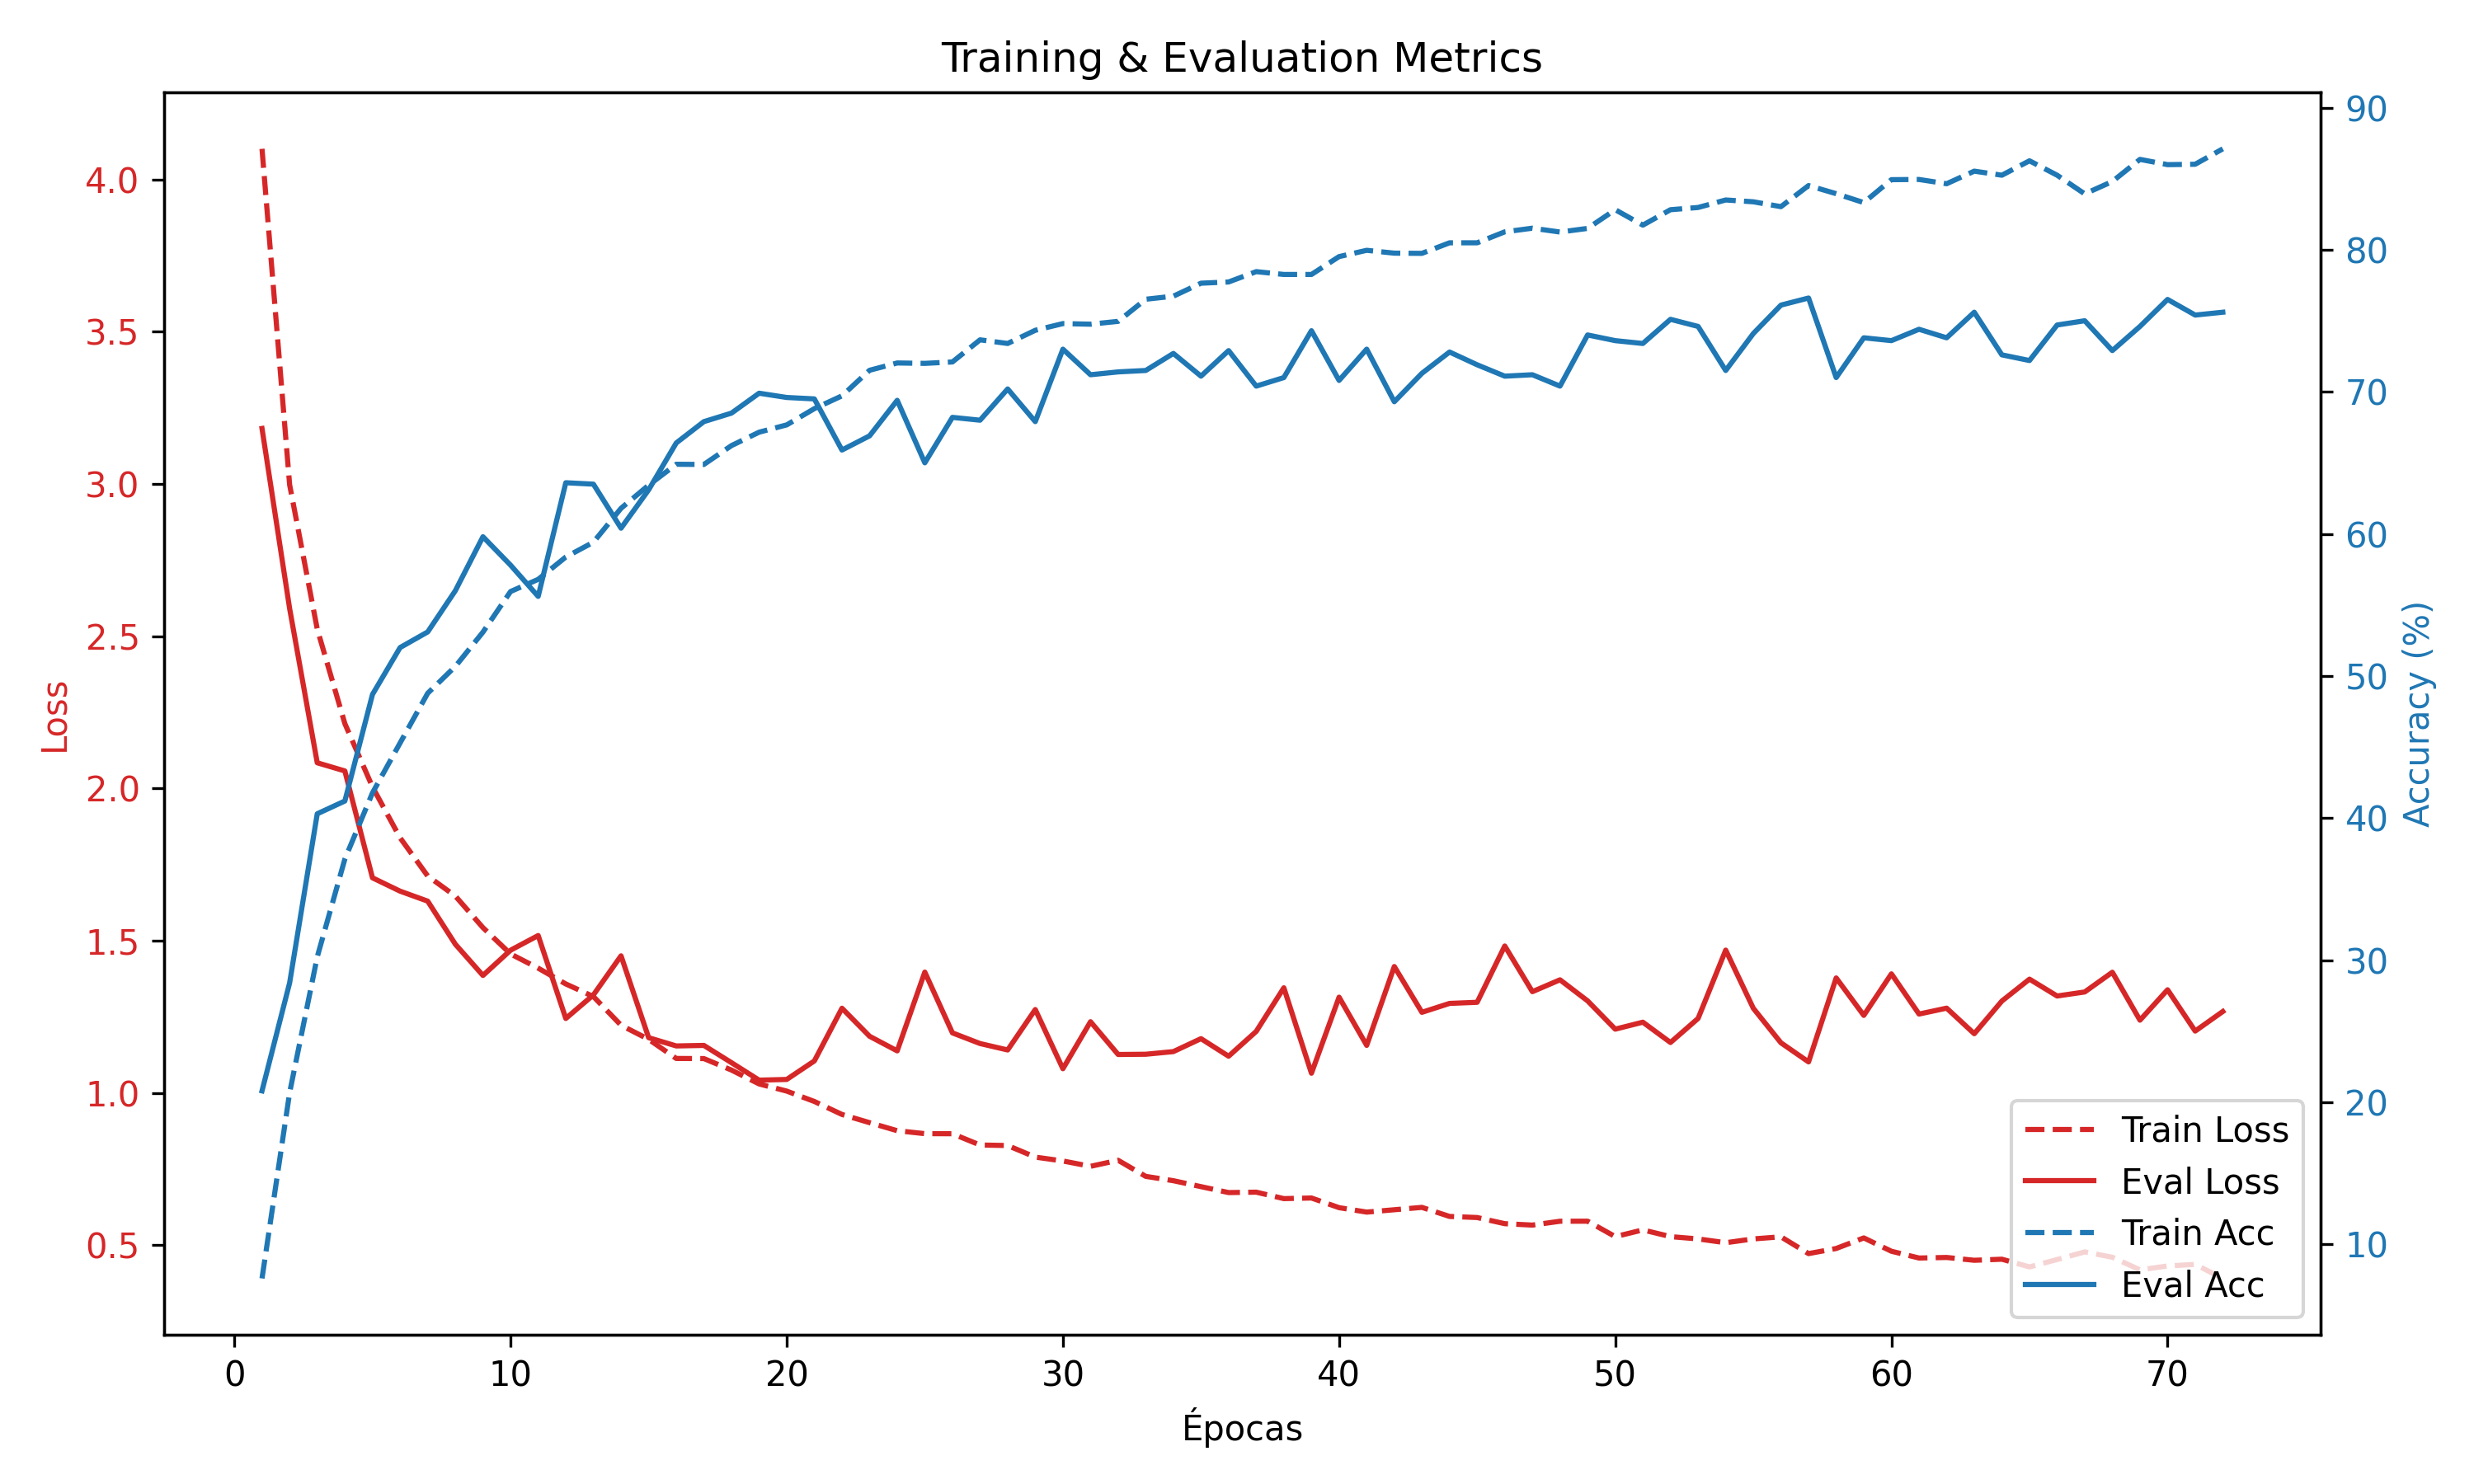 Training & Evaluation Metrics
Loss
4.0
3.5
3.0
2.5
2.0
1.5
1.0
0.5
90
80
70
60
50
40
30
20
10
Accuracy (%)
Train Loss
Eval Loss
Train Acc
Eval Acc
0 10 20 30 40 50 60 70
Épocas